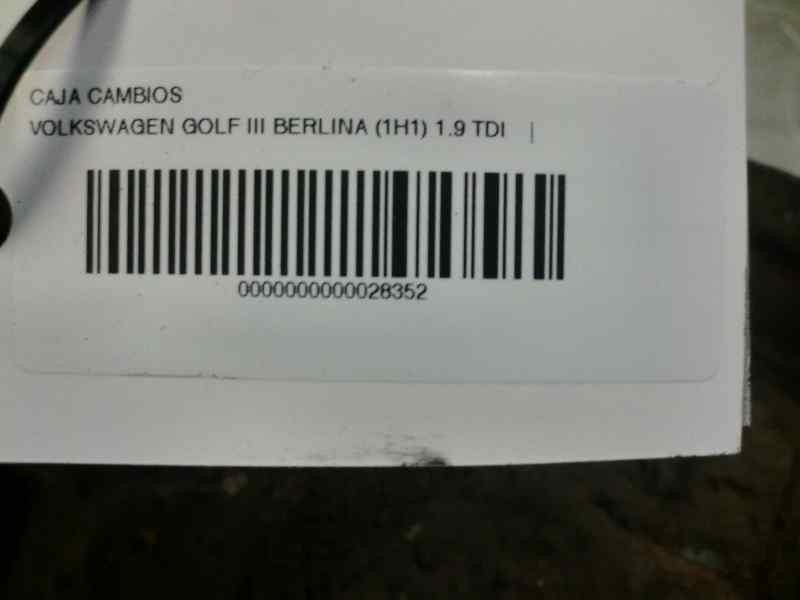 CAJA CAMBIOS
VOLKSWAGEN GOLF III BERLINA (1H1) 1.9 TDI |
0000000000028352